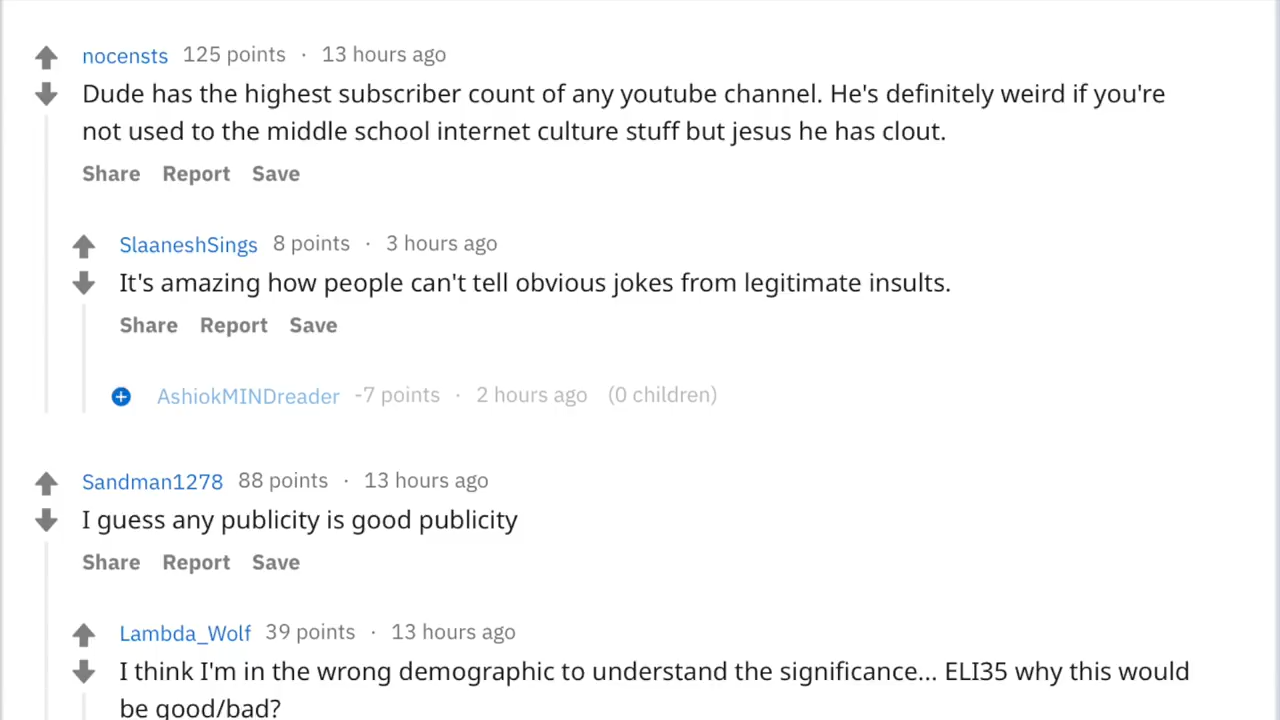 nocensts 125 points · 13 hours ago
Dude has the highest subscriber count of any youtube channel. He's definitely weird if you're
not used to the middle school internet culture stuff but jesus he has clout.
Share Report Save
SlaaneshSings 8 points · 3 hours ago
It's amazing how people can't tell obvious jokes from legitimate insults.
Share Report Save
AshiokMINDreader -7 points · 2 hours ago (0 children)
Sandman1278 88 points · 13 hours ago
I guess any publicity is good publicity
Share Report Save
Lambda_Wolf 39 points · 13 hours ago
I think I'm in the wrong demographic to understand the significance... ELI35 why this would
be good/bad?